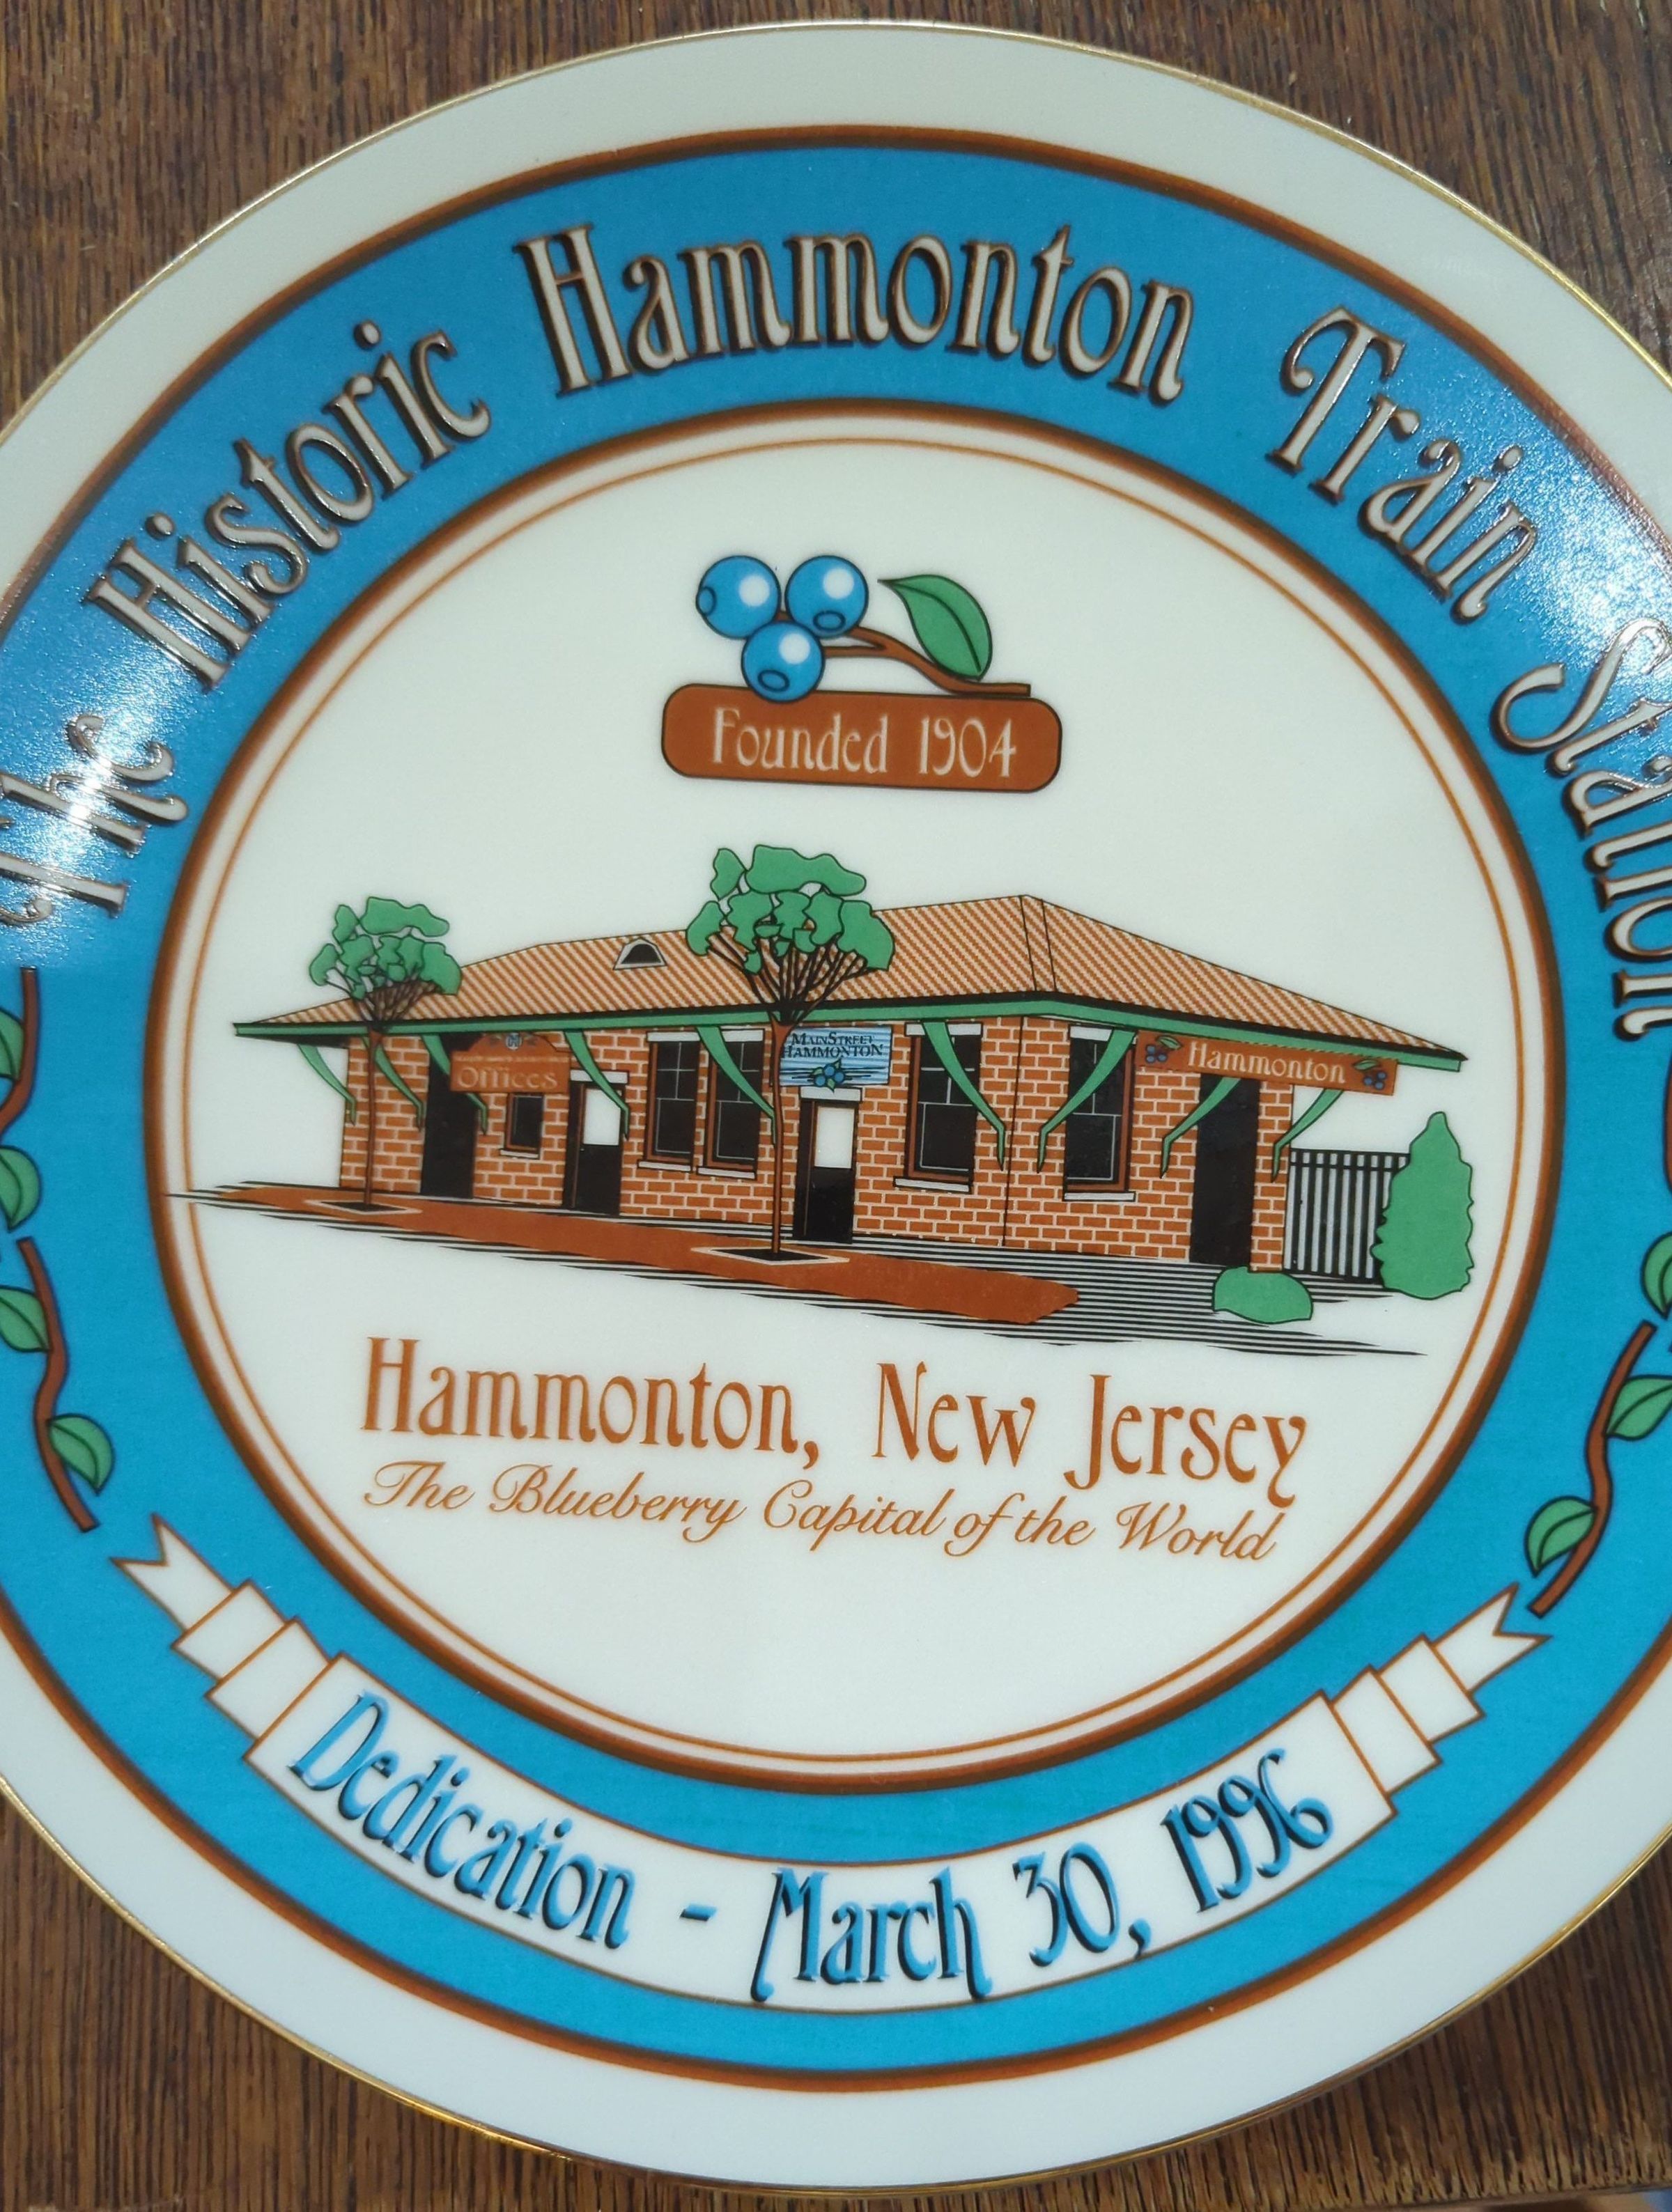 The Historic Hammonton Train Station
Founded 1904
Offices
MAINSTREET
HAMMONTON
Hammonton
Hammonton, New Jersey
The Blueberry Capital of the World
Dedication - March 30, 1996